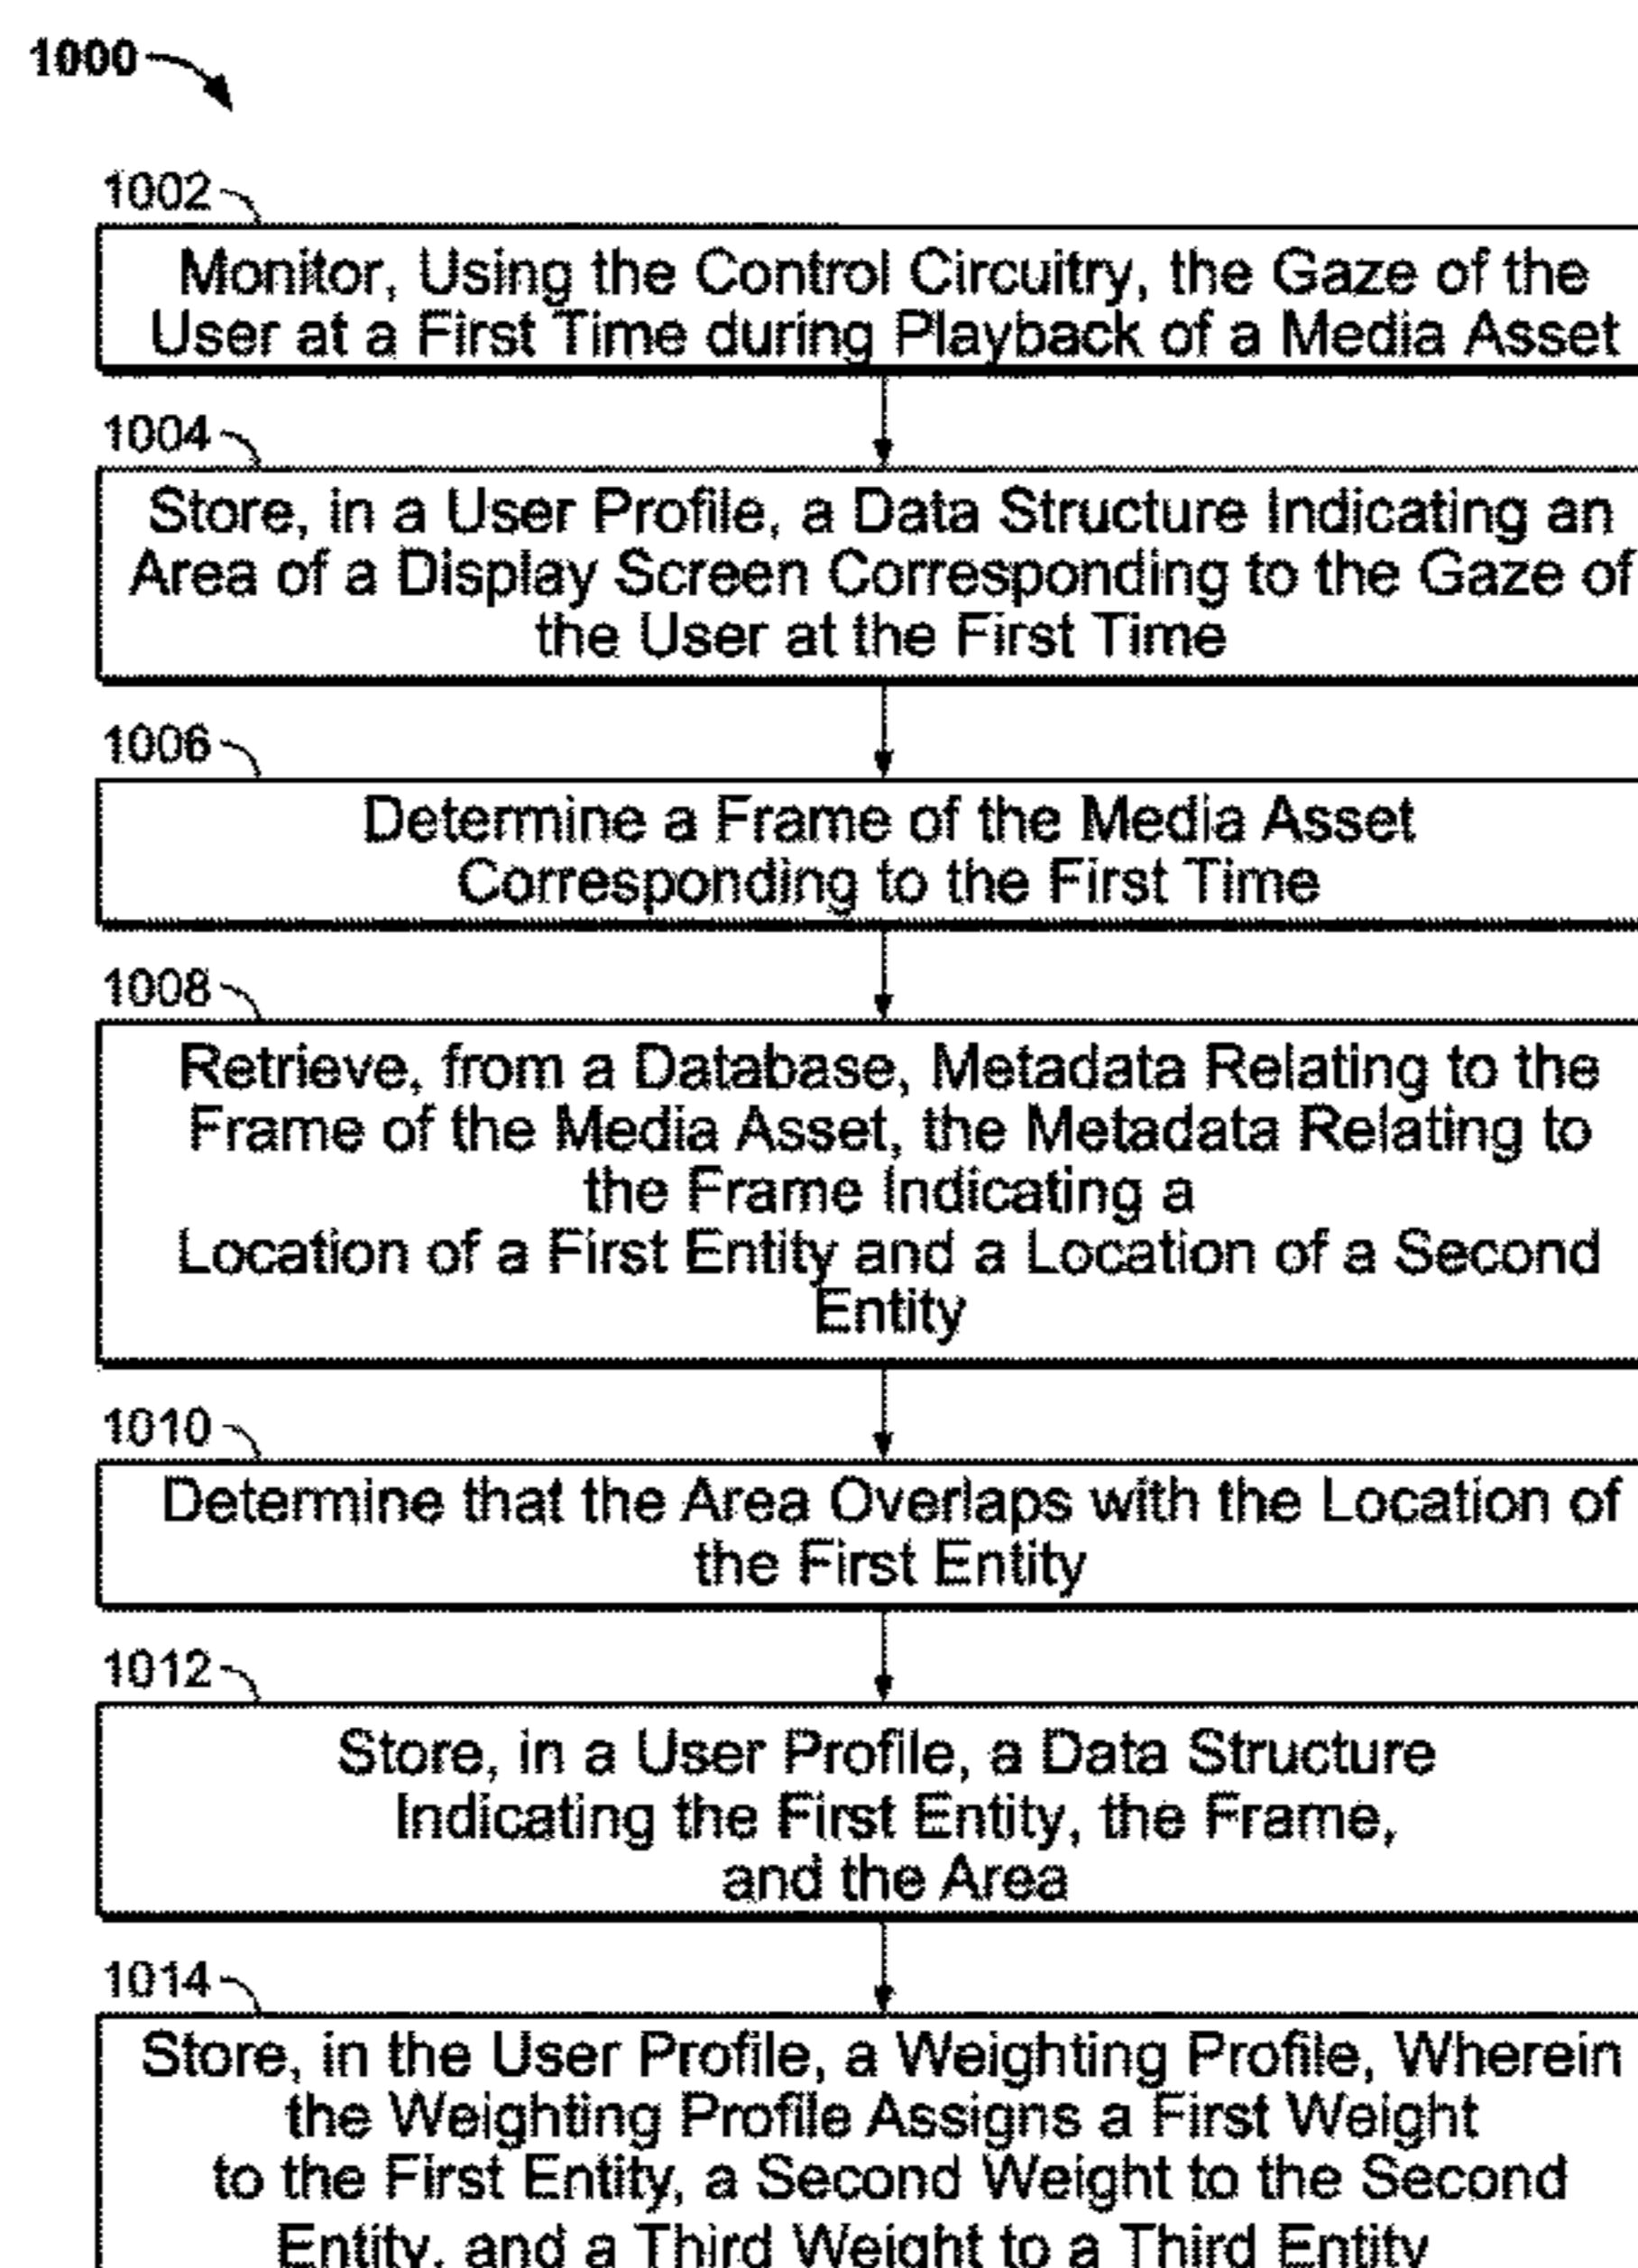 1000
1002
Monitor, Using the Control Circuitry, the Gaze of the
User at a First Time during Playback of a Media Asset
1004
Store, in a User Profile, a Data Structure Indicating an
Area of a Display Screen Corresponding to the Gaze of
the User at the First Time
1006
Determine a Frame of the Media Asset
Corresponding to the First Time
1008
Retrieve, from a Database, Metadata Relating to the
Frame of the Media Asset, the Metadata Relating to
the Frame Indicating a
Location of a First Entity and a Location of a Second
Entity
1010
Determine that the Area Overlaps with the Location of
the First Entity
1012
Store, in a User Profile, a Data Structure
Indicating the First Entity, the Frame,
and the Area
1014
Store, in the User Profile, a Weighting Profile, Wherein
the Weighting Profile Assigns a First Weight
to the First Entity, a Second Weight to the Second
Entity, and a Third Weight to a Third Entity